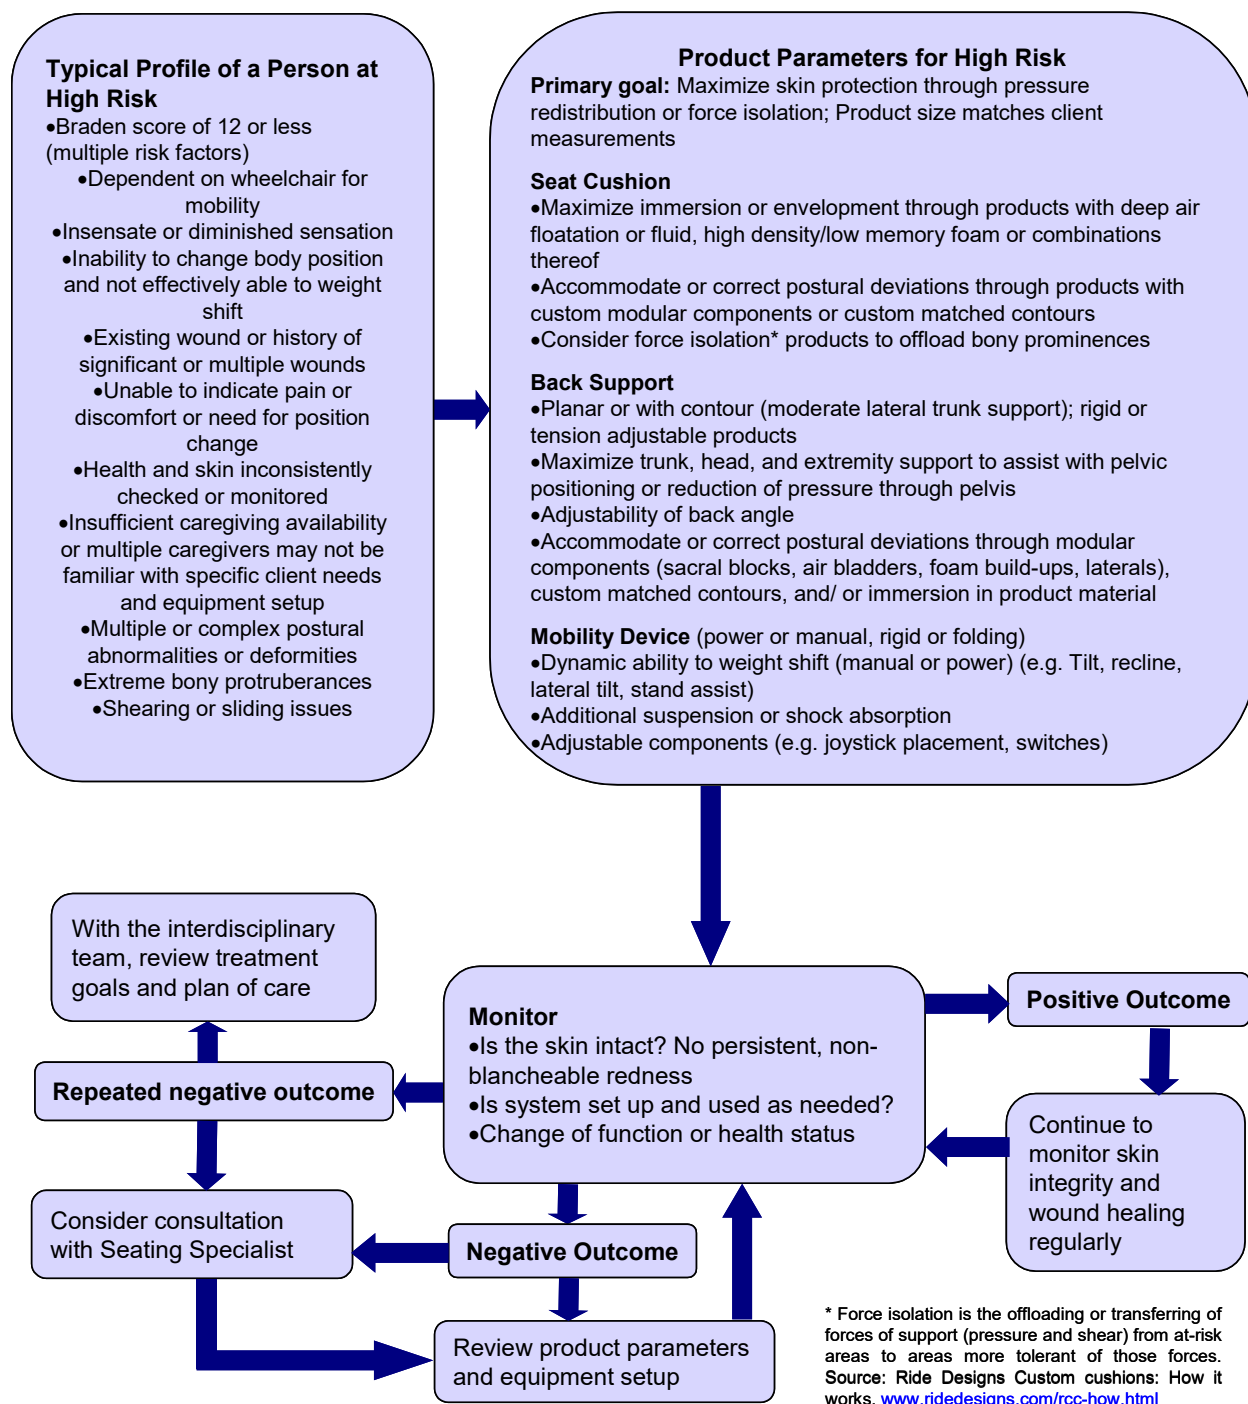 Typical Profile of a Person at
High Risk
•Braden score of 12 or less
(multiple risk factors)
•Dependent on wheelchair for
mobility
•Insensate or diminished sensation
•Inability to change body position
and not effectively able to weight
shift
•Existing wound or history of
significant or multiple wounds
•Unable to indicate pain or
discomfort or need for position
change
•Health and skin inconsistently
checked or monitored
•Insufficient caregiving availability
or multiple caregivers may not be
familiar with specific client needs
and equipment setup
•Multiple or complex postural
abnormalities or deformities
•Extreme bony protruberances
•Shearing or sliding issues
Product Parameters for High Risk
Primary goal: Maximize skin protection through pressure
redistribution or force isolation; Product size matches client
measurements
Seat Cushion
•Maximize immersion or envelopment through products with deep air
floatation or fluid, high density/low memory foam or combinations
thereof
•Accommodate or correct postural deviations through products with
custom modular components or custom matched contours
•Consider force isolation* products to offload bony prominences
Back Support
•Planar or with contour (moderate lateral trunk support); rigid or
tension adjustable products
•Maximize trunk, head, and extremity support to assist with pelvic
positioning or reduction of pressure through pelvis
•Adjustability of back angle
•Accommodate or correct postural deviations through modular
components (sacral blocks, air bladders, foam build-ups, laterals),
custom matched contours, and/ or immersion in product material
Mobility Device (power or manual, rigid or folding)
•Dynamic ability to weight shift (manual or power) (e.g. Tilt, recline,
lateral tilt, stand assist)
•Additional suspension or shock absorption
•Adjustable components (e.g. joystick placement, switches)
With the interdisciplinary
team, review treatment
goals and plan of care
Monitor
•Is the skin intact? No persistent, non-
blancheable redness
•Is system set up and used as needed?
•Change of function or health status
Positive Outcome
Repeated negative outcome
Continue to
monitor skin
integrity and
wound healing
regularly
Consider consultation
with Seating Specialist
Negative Outcome
Review product parameters
and equipment setup
* Force isolation is the offloading or transferring of
forces of support (pressure and shear) from at-risk
areas to areas more tolerant of those forces.
Source: Ride Designs Custom cushions: How it
works. www.ridedesigns.com/rcc-how.html